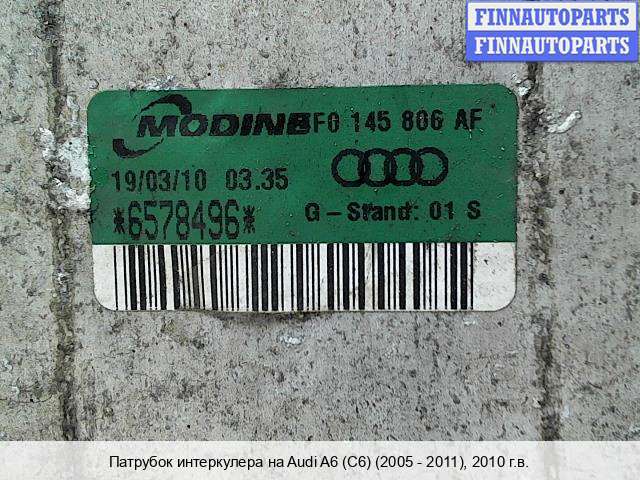 FINNAUTOPARTS
FINNAUTOPARTS
MODINE F0 145 806 AF
19/03/10 03.35
*6578496* G-Stand: 01 S
Патрубок интеркулера на Audi A6 (C6) (2005 - 2011), 2010 г.в.